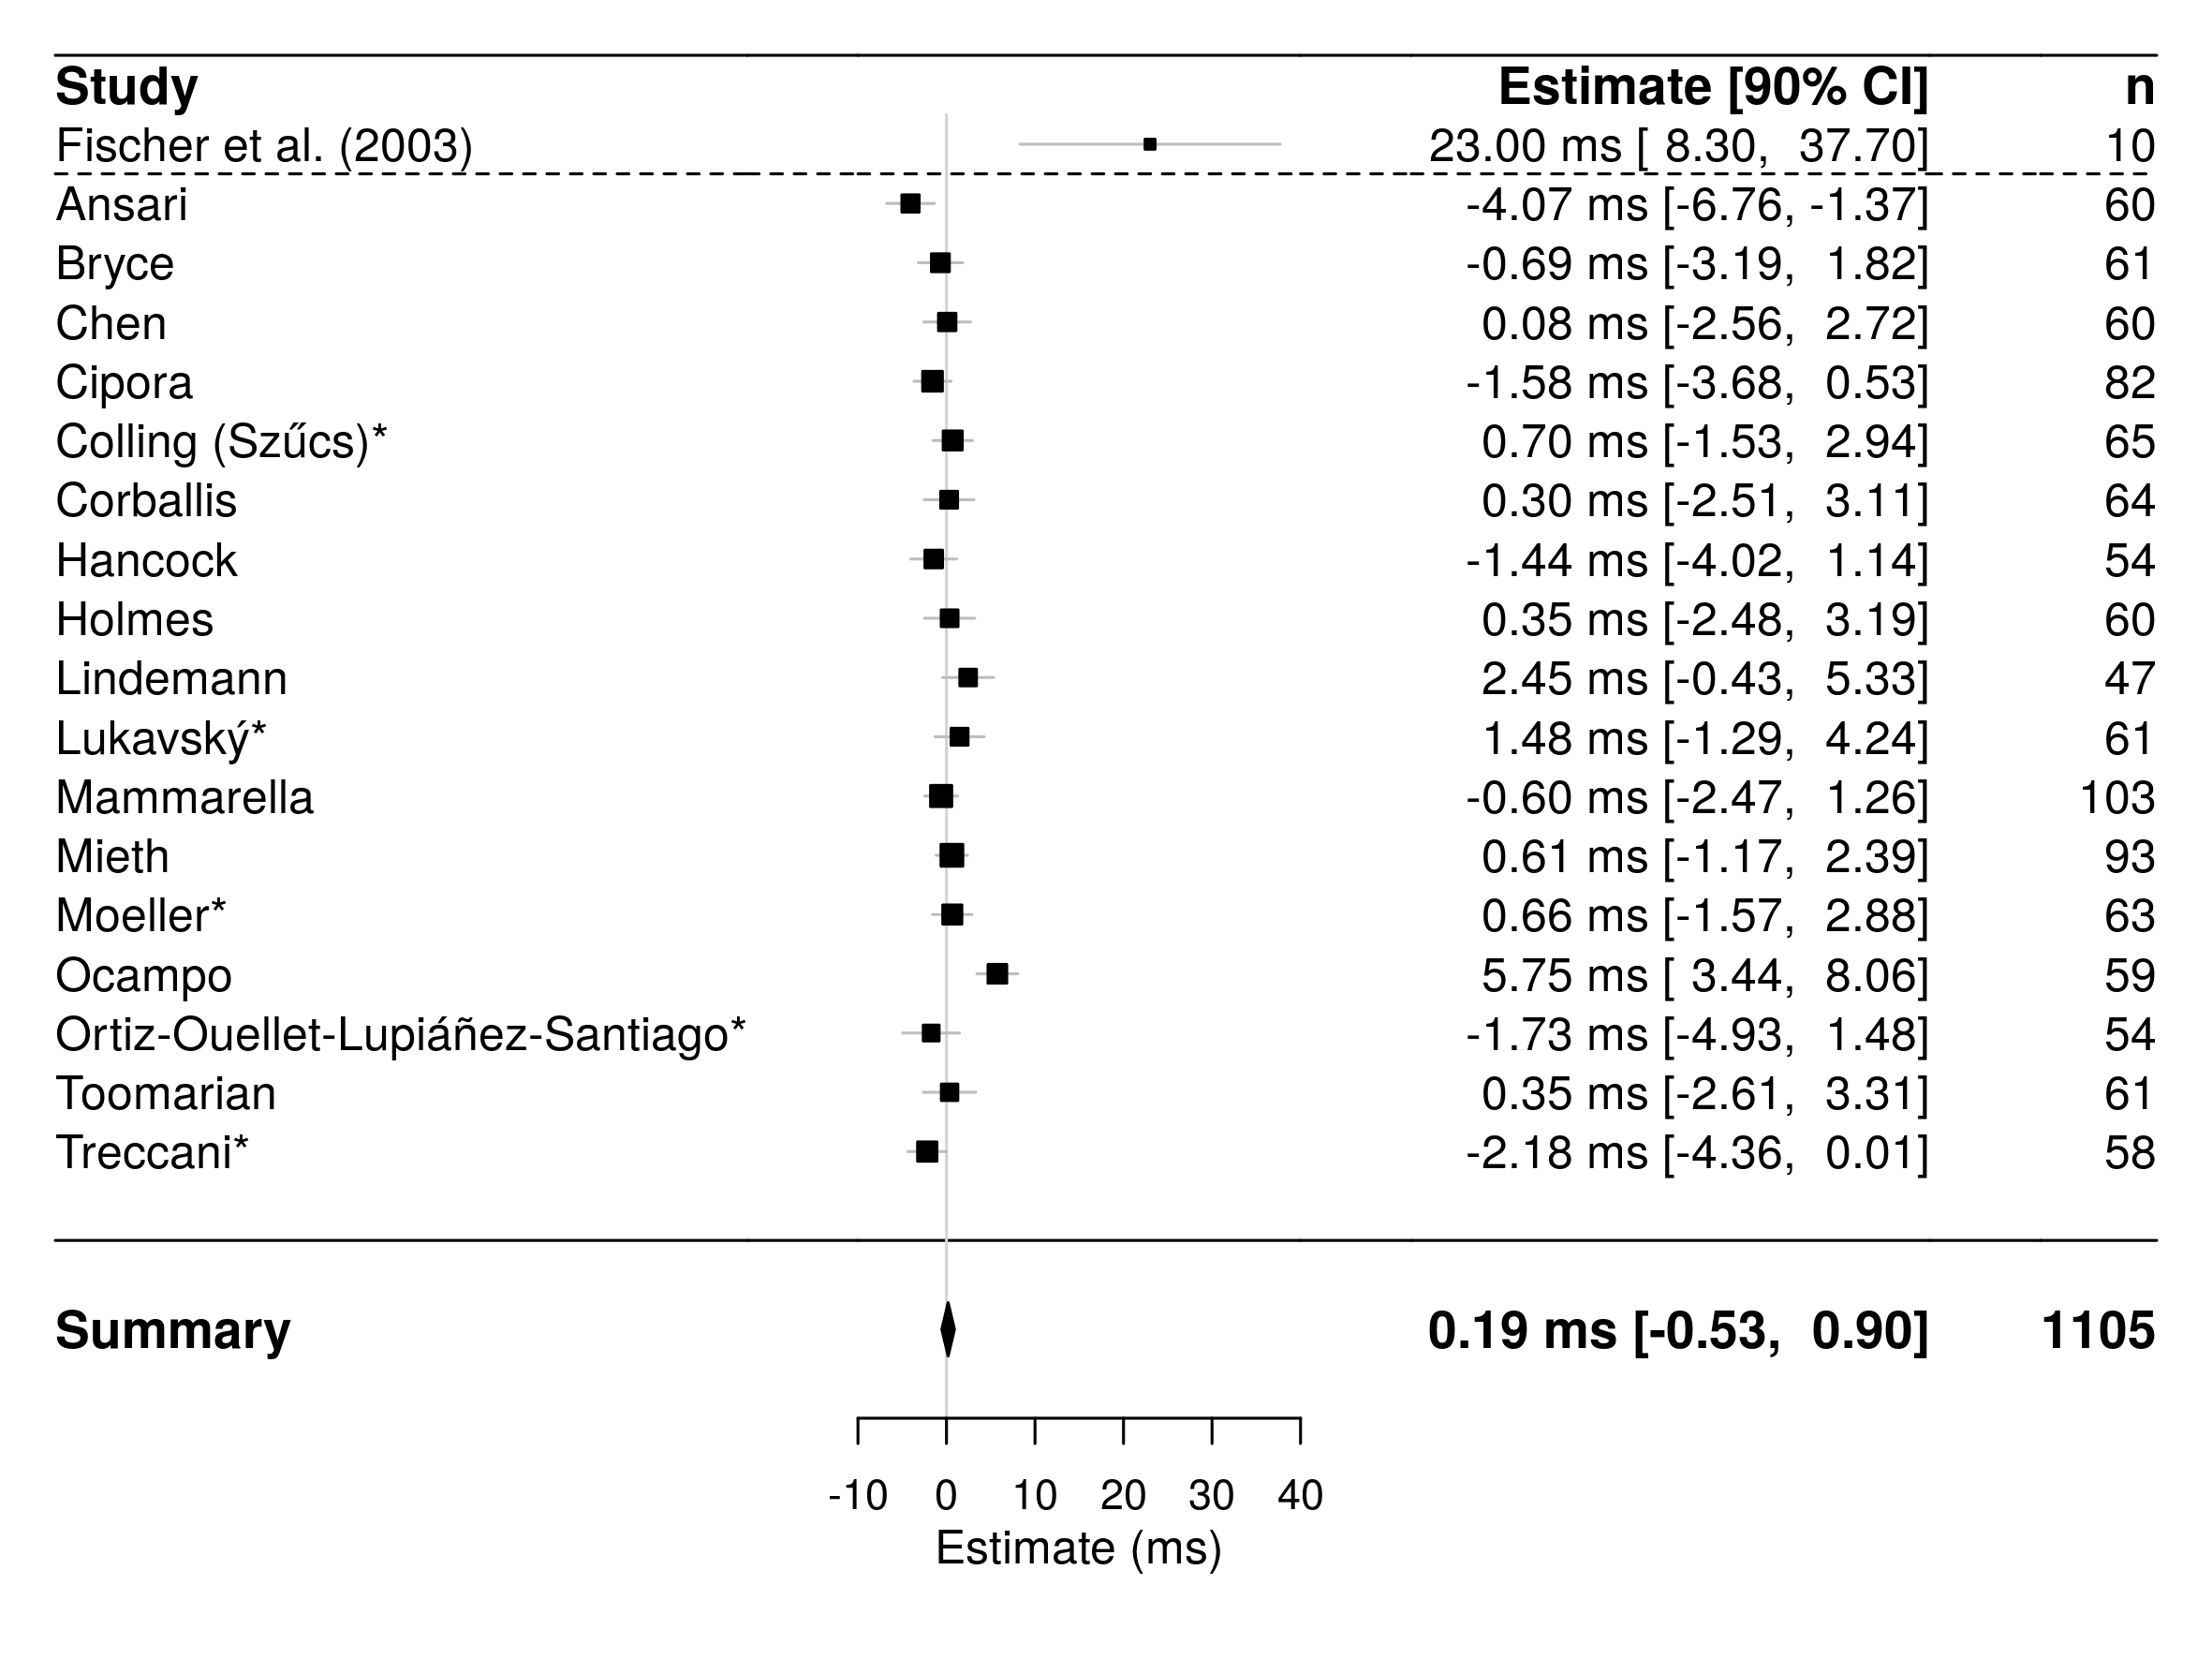 Study Estimate [90% CI] n
Fischer et al. (2003) 23.00 ms [ 8.30, 37.70] 10
Ansari -4.07 ms [-6.76, -1.37] 60
Bryce -0.69 ms [-3.19, 1.82] 61
Chen 0.08 ms [-2.56, 2.72] 60
Cipora -1.58 ms [-3.68, 0.53] 82
Colling (Szűcs)* 0.70 ms [-1.53, 2.94] 65
Corballis 0.30 ms [-2.51, 3.11] 64
Hancock -1.44 ms [-4.02, 1.14] 54
Holmes 0.35 ms [-2.48, 3.19] 60
Lindemann 2.45 ms [-0.43, 5.33] 47
Lukavský* 1.48 ms [-1.29, 4.24] 61
Mammarella -0.60 ms [-2.47, 1.26] 103
Mieth 0.61 ms [-1.17, 2.39] 93
Moeller* 0.66 ms [-1.57, 2.88] 63
Ocampo 5.75 ms [ 3.44, 8.06] 59
Ortiz-Ouellet-Lupiáñez-Santiago* -1.73 ms [-4.93, 1.48] 54
Toomarian 0.35 ms [-2.61, 3.31] 61
Treccani* -2.18 ms [-4.36, 0.01] 58
Summary 0.19 ms [-0.53, 0.90] 1105
-10 0 10 20 30 40
Estimate (ms)